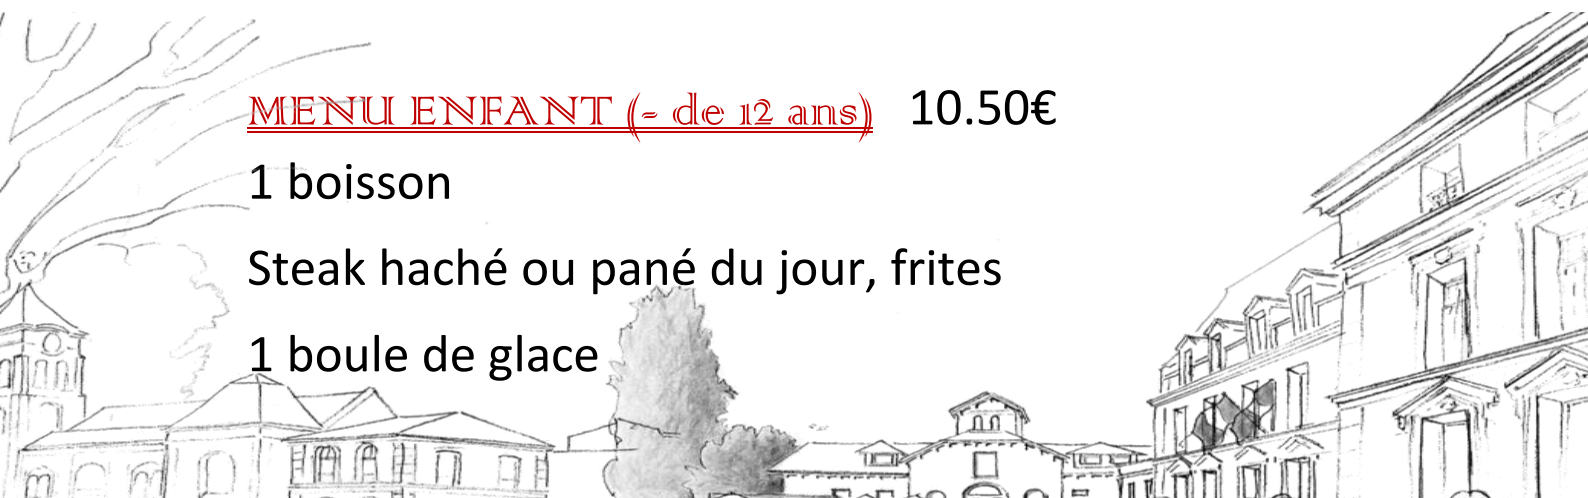 MENU ENFANT (- de 12 ans) 10.50€
1 boisson
Steak haché ou pané du jour, frites
1 boule de glace